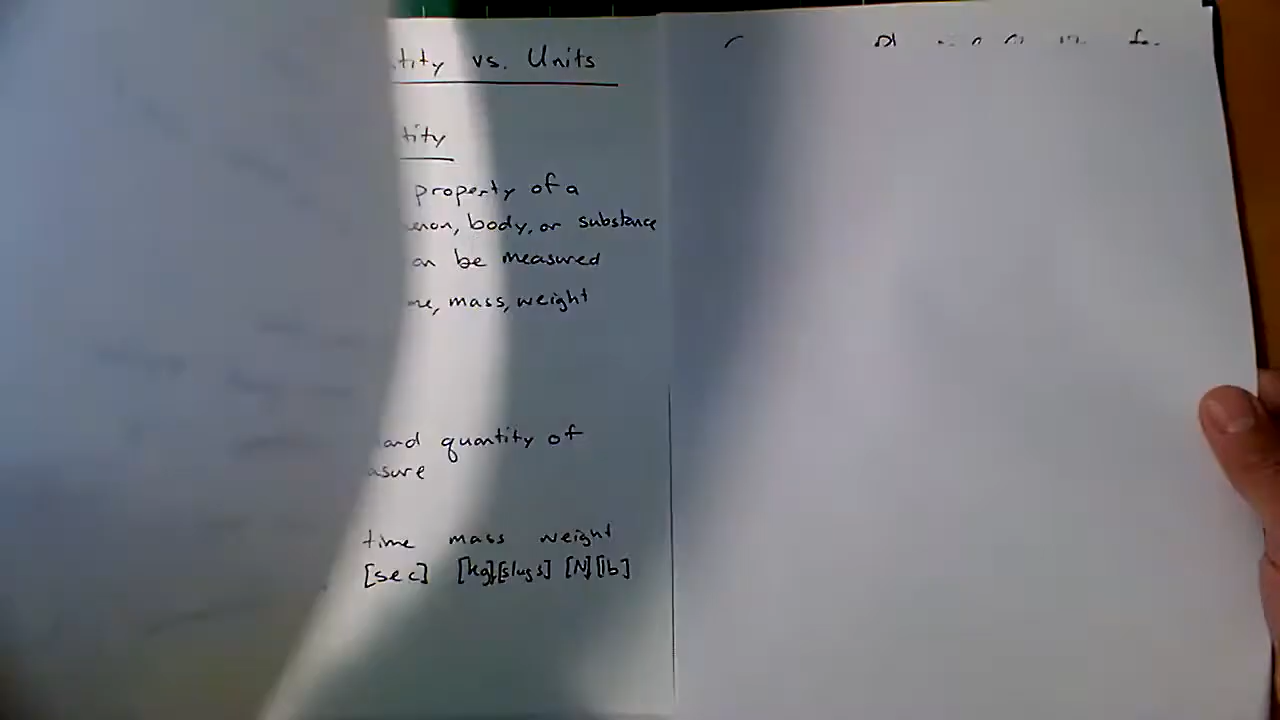 tity vs. Units
tity
property of a
enon, body, or substance
an be measured
me, mass, weight
and quantity of
asure
time mass weight
[sec] [kg][slugs] [N][lb]